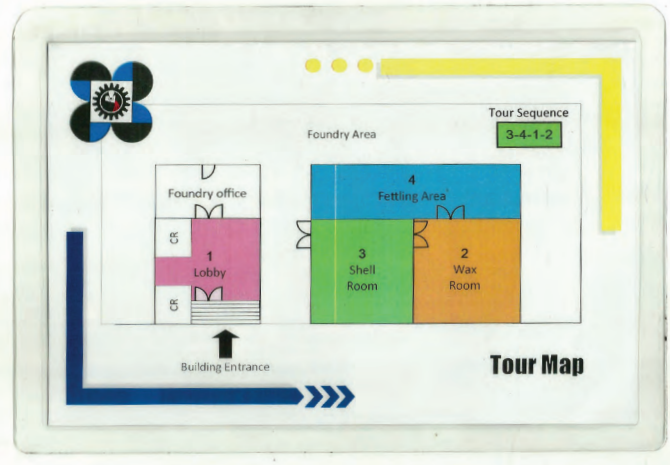 Tour Sequence
3-4-1-2
Foundry Area
4
Fettling Area
Foundry office
CR
1
Lobby
CR
3
Shell
Room
2
Wax
Room
Building Entrance
Tour Map